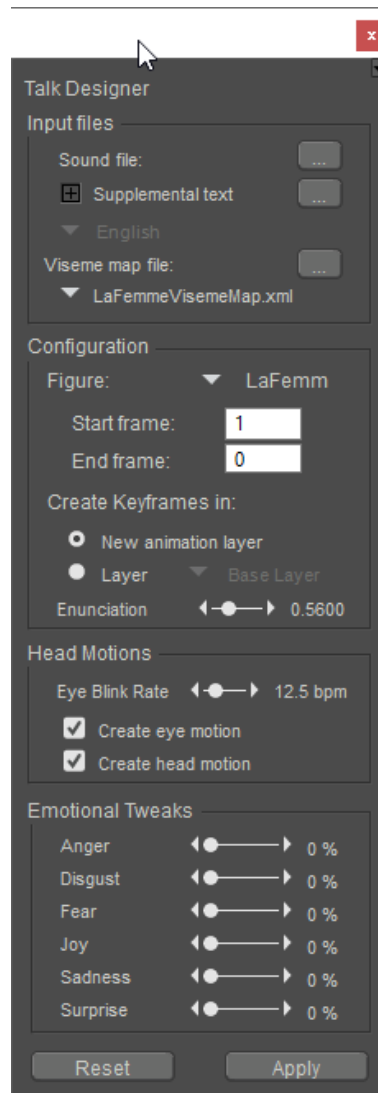 x
Talk Designer
Input files
Sound file: ...
Supplemental text ...
English
Viseme map file: ...
LaFemmeVisemeMap.xml
Configuration
Figure: LaFemm
Start frame: 1
End frame: 0
Create Keyframes in:
New animation layer
Layer Base Layer
Enunciation 0.5600
Head Motions
Eye Blink Rate 12.5 bpm
Create eye motion
Create head motion
Emotional Tweaks
Anger 0 %
Disgust 0 %
Fear 0 %
Joy 0 %
Sadness 0 %
Surprise 0 %
Reset Apply